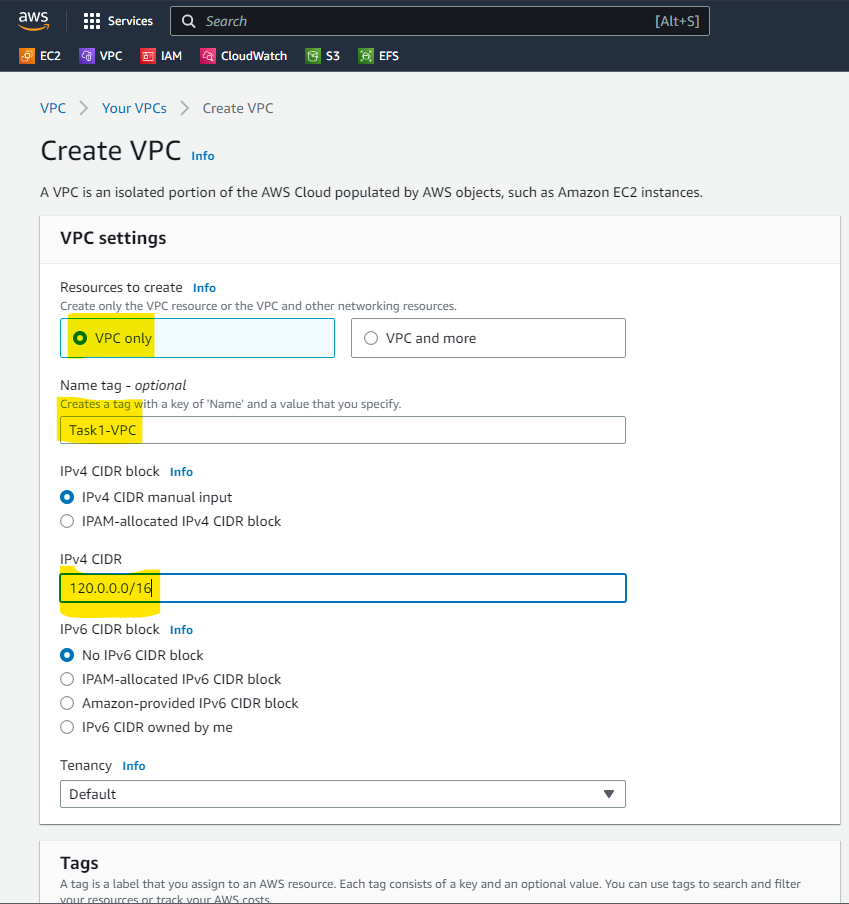 aws
Services
Search
[Alt+S]
EC2 VPC IAM CloudWatch S3 EFS
VPC > Your VPCs > Create VPC
Create VPC Info
A VPC is an isolated portion of the AWS Cloud populated by AWS objects, such as Amazon EC2 instances.
VPC settings
Resources to create Info
Create only the VPC resource or the VPC and other networking resources.
VPC only
VPC and more
Name tag - optional
Creates a tag with a key of 'Name' and a value that you specify.
Task1-VPC
IPv4 CIDR block Info
IPv4 CIDR manual input
IPAM-allocated IPv4 CIDR block
IPv4 CIDR
120.0.0.0/16
IPv6 CIDR block Info
No IPv6 CIDR block
IPAM-allocated IPv6 CIDR block
Amazon-provided IPv6 CIDR block
IPv6 CIDR owned by me
Tenancy Info
Default
Tags
A tag is a label that you assign to an AWS resource. Each tag consists of a key and an optional value. You can use tags to search and filter
your resources or track your AWS costs.